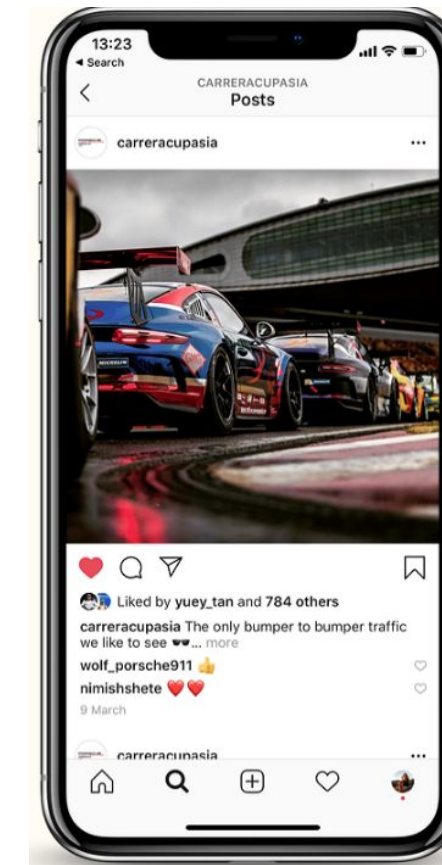 13:23
◀ Search
CARRERACUPASIA
Posts
carreracupasia
MICHELIN
Liked by yuey_tan and 784 others
carreracupasia The only bumper to bumper traffic
we like to see 🕶️... more
wolf_porsche911 👍
nimishshete ❤️❤️
9 March
carreracupasia